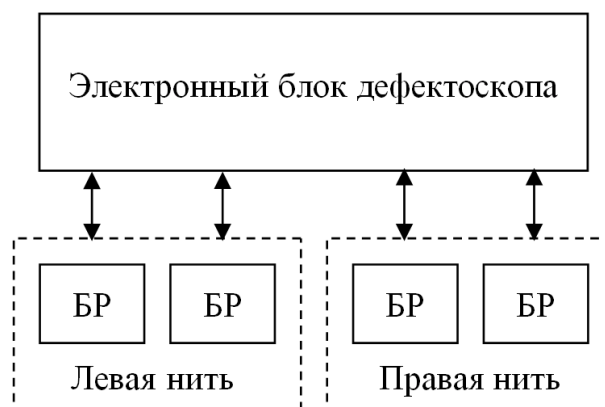 Электронный блок дефектоскопа
БР БР БР БР
Левая нить Правая нить